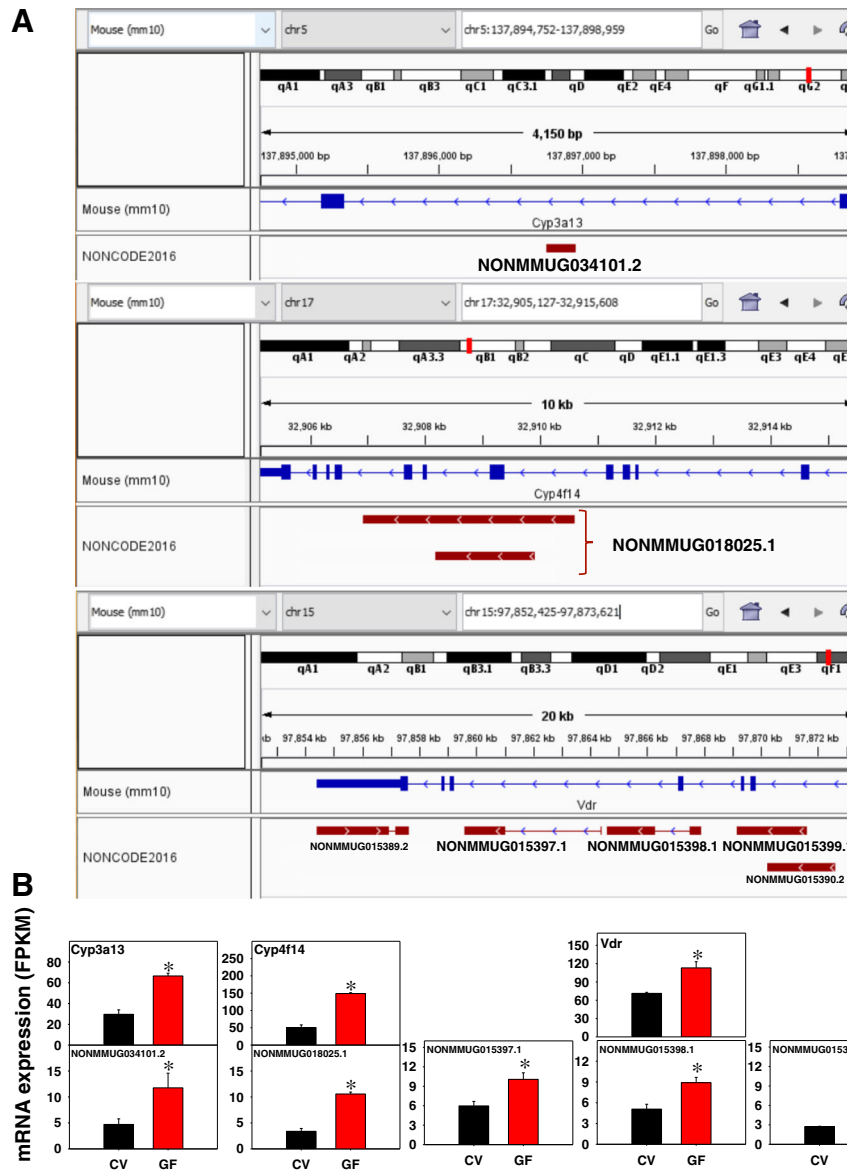 A
Mouse (mm10) chr5 chr5:137,894,752-137,898,959 Go
qA1 qA3 qB1 qB3 qC1 qC3.1 qD qE2 qE4 qF qG1.1 qG2
4,150 bp
137,895,000 bp 137,896,000 bp 137,897,000 bp 137,898,000 bp 137,
Mouse (mm10)
Cyp3a13
NONCODE2016
NONMMUG034101.2
Mouse (mm10) chr17 chr17:32,905,127-32,915,608 Go
qA1 qA2 qA3.3 qB1 qB2 qC qD qE1.1 qE1.3 qE3 qE4 qE
10 kb
32,906 kb 32,908 kb 32,910 kb 32,912 kb 32,914 kb
Mouse (mm10)
Cyp4f14
NONCODE2016
NONMMUG018025.1
Mouse (mm10) chr15 chr15:97,852,425-97,873,621 Go
qA1 qA2 qB1 qB3.1 qB3.3 qD1 qD2 qE1 qE3 qF1
20 kb
97,854 kb 97,856 kb 97,858 kb 97,860 kb 97,862 kb 97,864 kb 97,866 kb 97,868 kb 97,870 kb 97,872 kb
Mouse (mm10)
Vdr
NONCODE2016
NONMMUG015389.2 NONMMUG015397.1 NONMMUG015398.1 NONMMUG015399.
NONMMUG015390.2
B
mRNA expression (FPKM)
Cyp3a13
80
60
40
20
0
*
Cyp4f14
250
200
150
100
50
0
*
Vdr
150
120
90
60
30
0
*
NONMMUG034101.2
15
10
5
0
*
CV GF
NONMMUG018025.1
15
10
5
0
*
CV GF
NONMMUG015397.1
15
12
9
6
3
0
*
CV GF
NONMMUG015398.1
15
12
9
6
3
0
*
CV GF
NONMMUG0153
15
12
9
6
3
0
CV